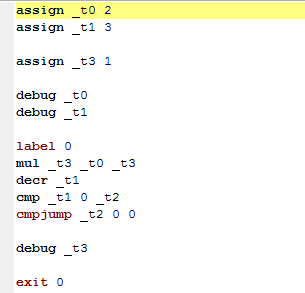 assign _t0 2
assign _t1 3
assign _t3 1
debug _t0
debug _t1
label 0
mul _t3 _t0 _t3
decr _t1
cmp _t1 0 _t2
cmpjump _t2 0 0
debug _t3
exit 0